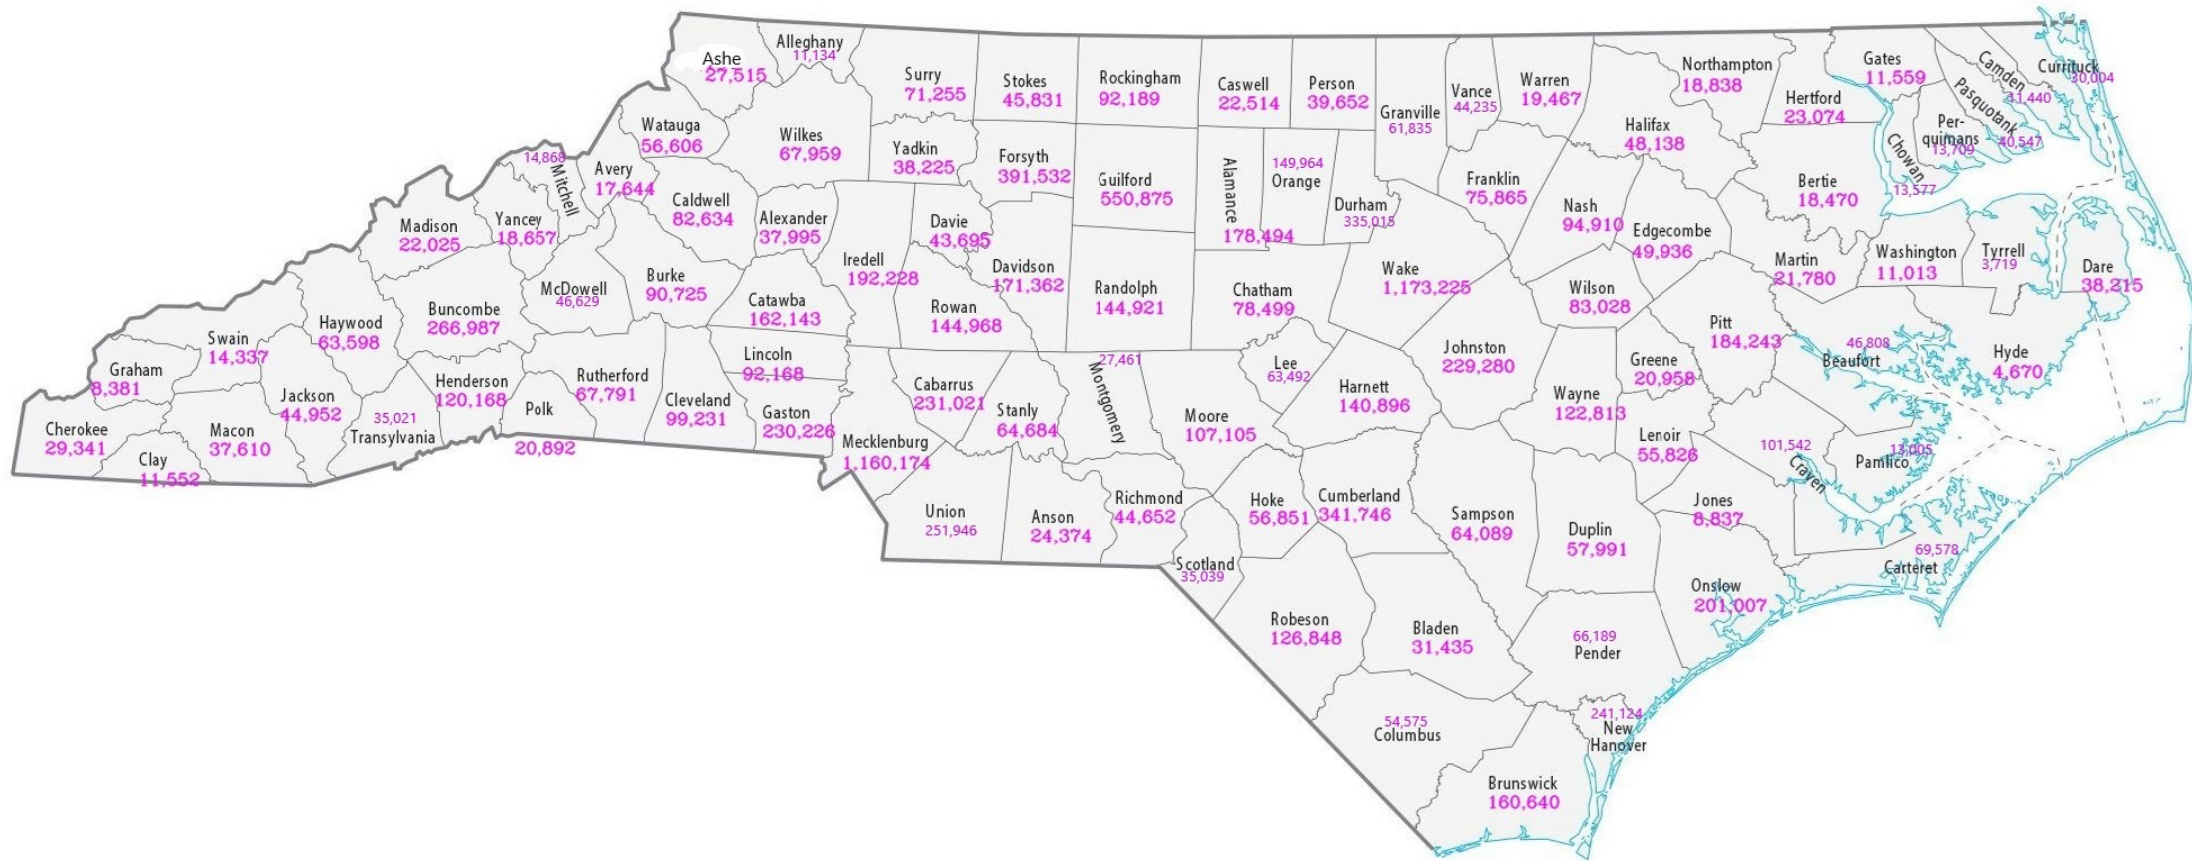 Ashe
27,515
Alleghany
11,134
Surry
71,255
Stokes
45,831
Rockingham
92,189
Caswell
22,514
Person
39,652
Granville
61,835
Vance
44,235
Warren
19,467
Northampton
18,838
Gates
11,559
Camden
11,440
Currituck
30,004
Pasquotank
40,547
Per-
quimans
13,709
Chowan
13,577
Hertford
23,074
Halifax
48,138
Watauga
56,606
Wilkes
67,959
Yadkin
38,225
Forsyth
391,532
Guilford
550,875
Alamance
178,494
149,964
Orange
Durham
335,015
Franklin
75,865
Nash
94,910
Edgecombe
49,936
Bertie
18,470
14,868
Mitchell
Avery
17,644
Caldwell
82,634
Alexander
37,995
Iredell
192,228
Davie
43,695
Davidson
171,362
Randolph
144,921
Chatham
78,499
Wake
1,173,225
Wilson
83,028
Martin
21,780
Washington
11,013
Tyrrell
3,719
Dare
38,215
Madison
22,025
Yancey
18,657
McDowell
46,629
Burke
90,725
Catawba
162,143
Rowan
144,968
Buncombe
266,987
Haywood
63,598
Swain
14,337
Graham
8,381
Cherokee
29,341
Clay
11,552
Macon
37,610
Jackson
44,952
35,021
Transylvania
Henderson
120,168
Polk
20,892
Rutherford
67,791
Cleveland
99,231
Lincoln
92,168
Gaston
230,226
Mecklenburg
1,160,174
Cabarrus
231,021
Stanly
64,684
27,461
Montgomery
Moore
107,105
Lee
63,492
Harnett
140,896
Johnston
229,280
Wayne
122,813
Greene
20,958
Pitt
184,243
46,808
Beaufort
Hyde
4,670
Lenoir
55,826
101,542
Craven
13,005
Pamlico
Jones
8,837
69,578
Carteret
Onslow
201,007
Duplin
57,991
Sampson
64,089
Cumberland
341,746
Hoke
56,851
Richmond
44,652
Scotland
35,039
Anson
24,374
Union
251,946
Robeson
126,848
Bladen
31,435
66,189
Pender
54,575
Columbus
241,124
New
Hanover
Brunswick
160,640